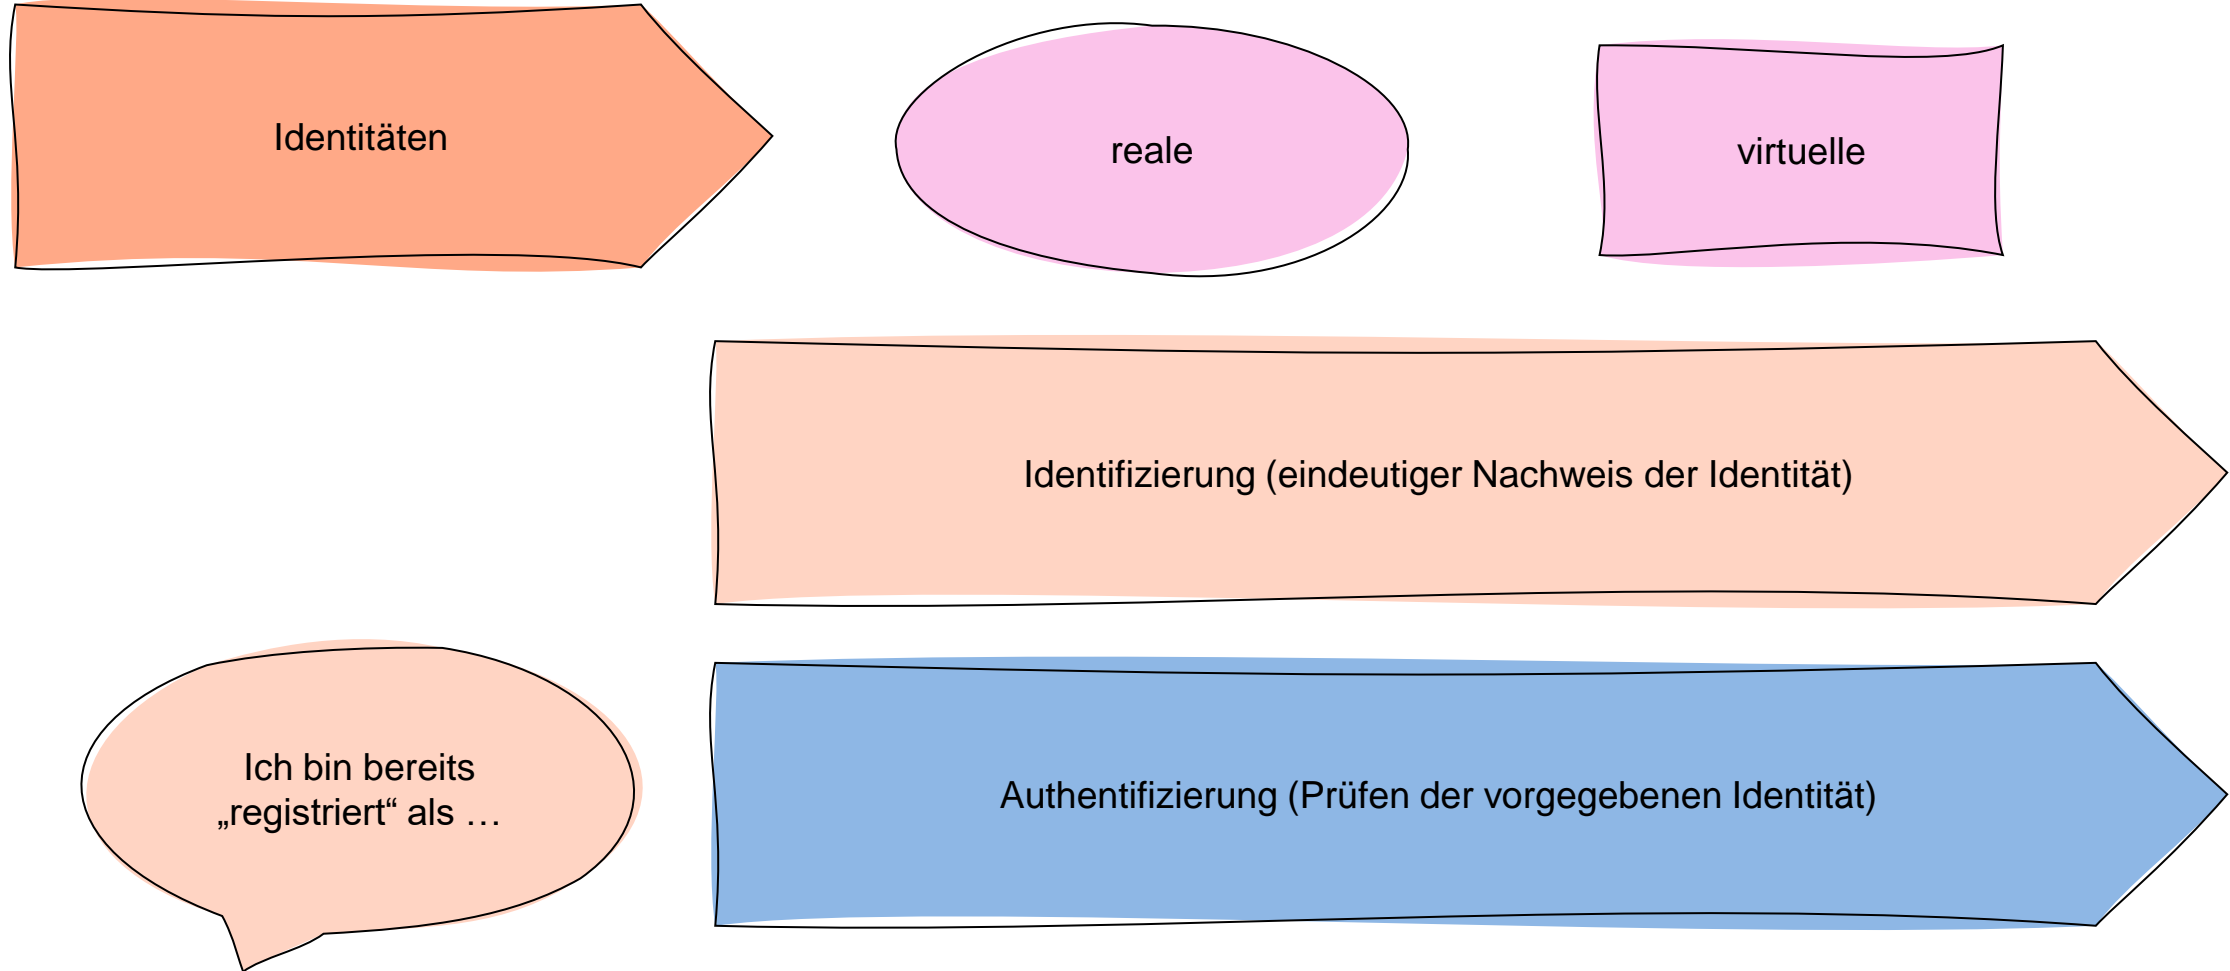 Identitäten
reale
virtuelle
Identifizierung (eindeutiger Nachweis der Identität)
Ich bin bereits
„registriert“ als …
Authentifizierung (Prüfen der vorgegebenen Identität)